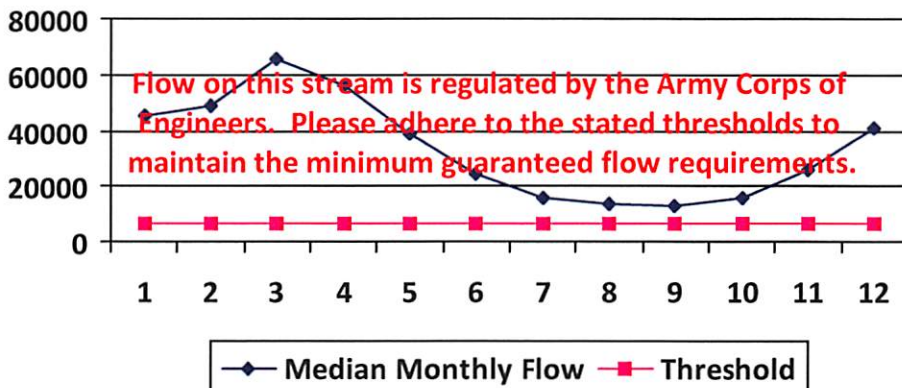 80000
60000
40000
20000
0
Flow on this stream is regulated by the Army Corps of
Engineers. Please adhere to the stated thresholds to
maintain the minimum guaranteed flow requirements.
1 2 3 4 5 6 7 8 9 10 11 12
Median Monthly Flow Threshold